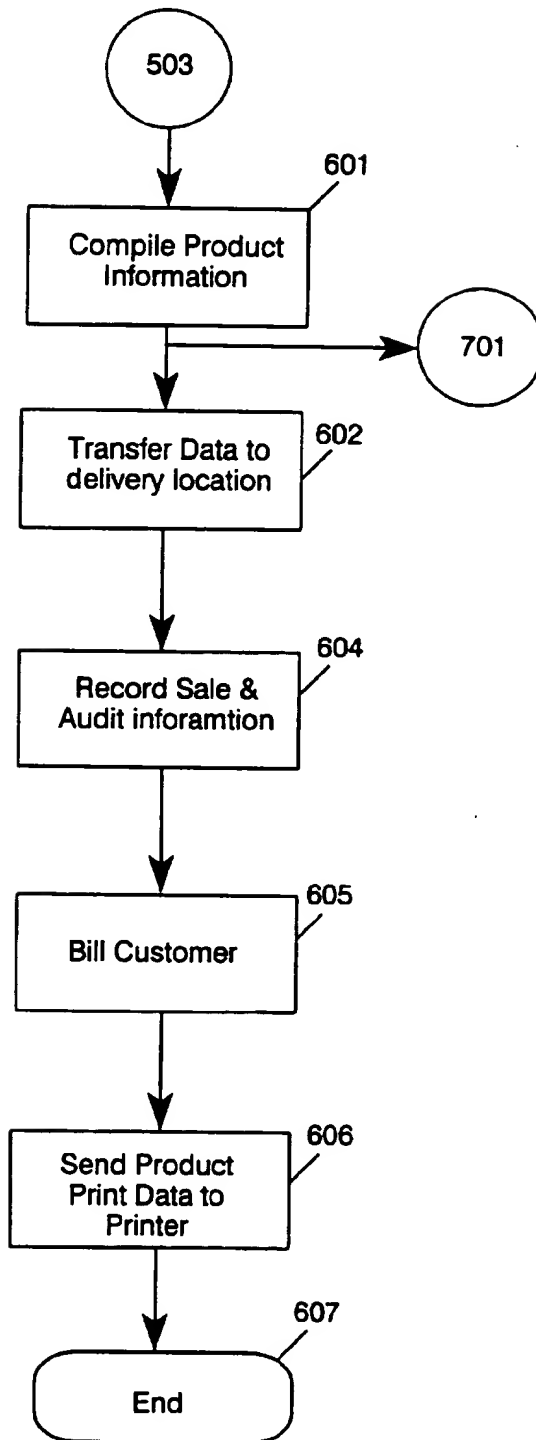 503
601
Compile Product
Information
701
Transfer Data to
delivery location
602
604
Record Sale &
Audit inforamtion
605
Bill Customer
606
Send Product
Print Data to
Printer
607
End